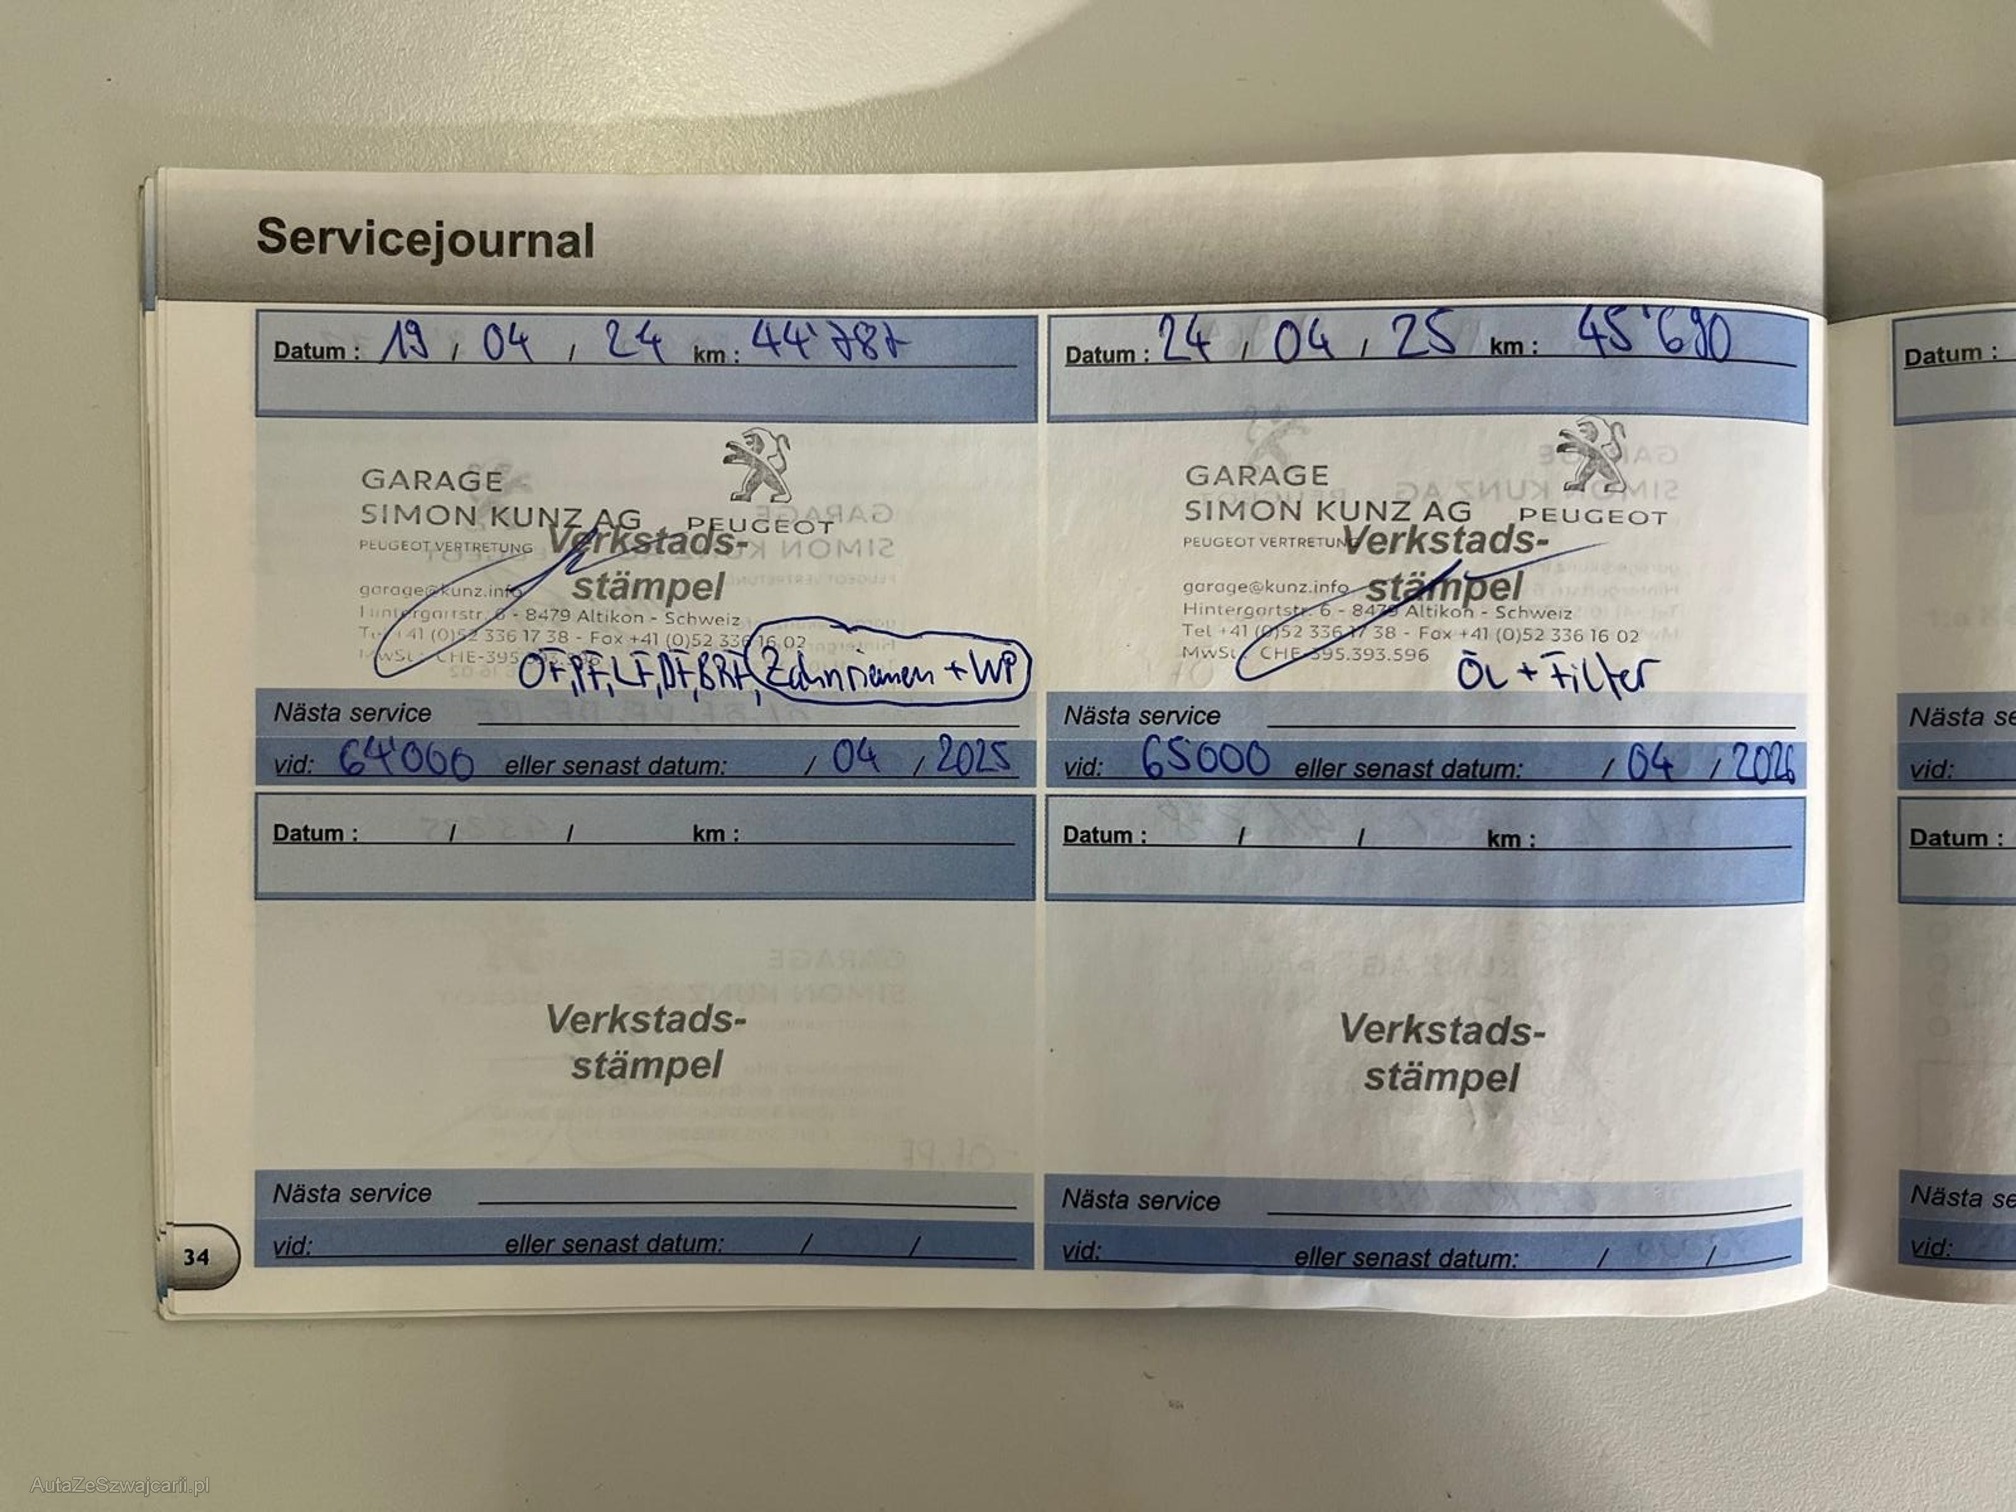 Servicejournal
Datum : 19 / 04 / 24 km : 44'787
GARAGE
SIMON KUNZ AG PEUGEOT
PEUGEOT VERTRETUNG
Verkstads-
stämpel
garage@kunz.info
Hintergartstr. 6 - 8479 Altikon - Schweiz
Tel +41 (0)52 336 17 38 - Fax +41 (0)52 336 16 02
MwSt.: CHE-395.393.596
ÖF, PF, LF, DF, BRF, Zahnriemen + WP
Nästa service
vid: 64'000 eller senast datum: / 04 / 2025
Datum : 24 / 04 / 25 km : 45'690
GARAGE
SIMON KUNZ AG PEUGEOT
PEUGEOT VERTRETUNG
Verkstads-
stämpel
garage@kunz.info
Hintergartstr. 6 - 8479 Altikon - Schweiz
Tel +41 (0)52 336 17 38 - Fax +41 (0)52 336 16 02
MwSt. CHE-395.393.596
ÖL + Filter
Nästa service
vid: 65000 eller senast datum: / 04 / 2026
Datum : / / km :
Verkstads-
stämpel
Nästa service
vid: eller senast datum: / /
Datum : / / km :
Verkstads-
stämpel
Nästa service
vid: eller senast datum: / /
34
Datum :
Nästa se
vid:
Datum :
Nästa se
vid:
AutaZeSzwajcarii.pl